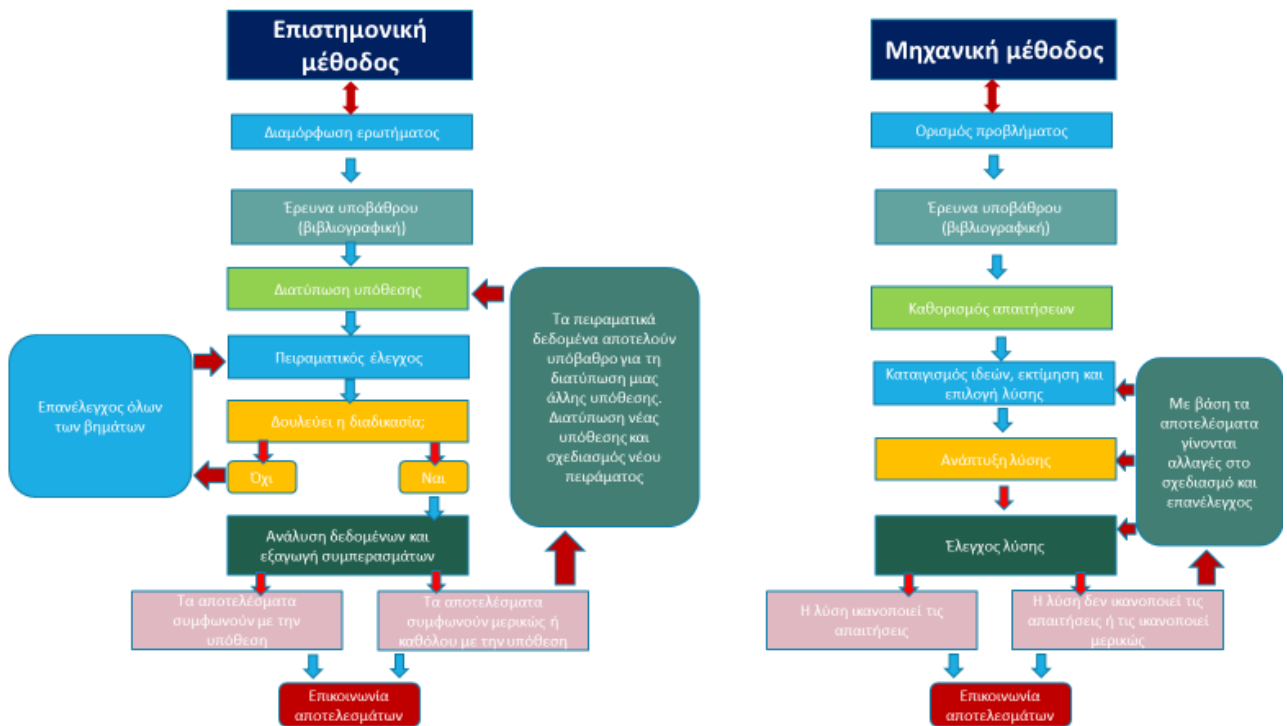 Επιστημονική
μέθοδος
Διαμόρφωση ερωτήματος
Έρευνα υποβάθρου
(βιβλιογραφική)
Διατύπωση υπόθεσης
Πειραματικός έλεγχος
Δουλεύει η διαδικασία;
Όχι
Ναι
Επανέλεγχος όλων
των βημάτων
Ανάλυση δεδομένων και
εξαγωγή συμπερασμάτων
Τα αποτελέσματα
συμφωνούν με την
υπόθεση
Τα αποτελέσματα
συμφωνούν μερικώς ή
καθόλου με την υπόθεση
Τα πειραματικά
δεδομένα αποτελούν
υπόβαθρο για τη
διατύπωση μιας
άλλης υπόθεσης.
Διατύπωση νέας
υπόθεσης και
σχεδιασμός νέου
πειράματος
Επικοινωνία
αποτελεσμάτων
Μηχανική μέθοδος
Ορισμός προβλήματος
Έρευνα υποβάθρου
(βιβλιογραφική)
Καθορισμός απαιτήσεων
Καταιγισμός ιδεών, εκτίμηση και
επιλογή λύσης
Ανάπτυξη λύσης
Έλεγχος λύσης
Με βάση τα
αποτελέσματα
γίνονται
αλλαγές στο
σχεδιασμό και
επανέλεγχος
Η λύση ικανοποιεί τις
απαιτήσεις
Η λύση δεν ικανοποιεί τις
απαιτήσεις ή τις ικανοποιεί
μερικώς
Επικοινωνία
αποτελεσμάτων